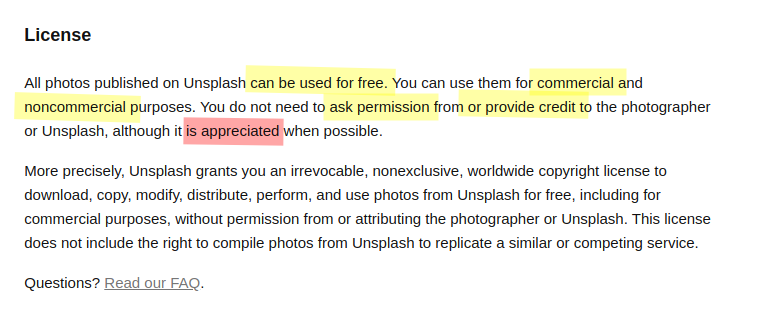 License
All photos published on Unsplash can be used for free. You can use them for commercial and
noncommercial purposes. You do not need to ask permission from or provide credit to the photographer
or Unsplash, although it is appreciated when possible.
More precisely, Unsplash grants you an irrevocable, nonexclusive, worldwide copyright license to
download, copy, modify, distribute, perform, and use photos from Unsplash for free, including for
commercial purposes, without permission from or attributing the photographer or Unsplash. This license
does not include the right to compile photos from Unsplash to replicate a similar or competing service.
Questions? Read our FAQ.